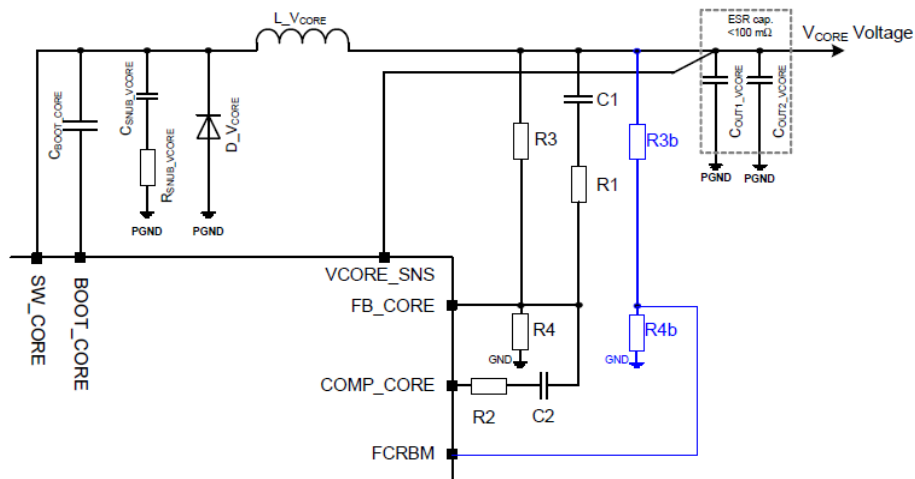 L_VCORE
ESR cap.
<100 mΩ
VCORE Voltage
CBOOT_CORE
CSNUB_VCORE
RSNUB_VCORE
D_VCORE
C1
R3
R3b
R1
COUT1_VCORE
COUT2_VCORE
PGND
PGND
PGND
PGND
SW_CORE
BOOT_CORE
VCORE_SNS
FB_CORE
R4
GND
R4b
GND
COMP_CORE
R2
C2
FCRBM